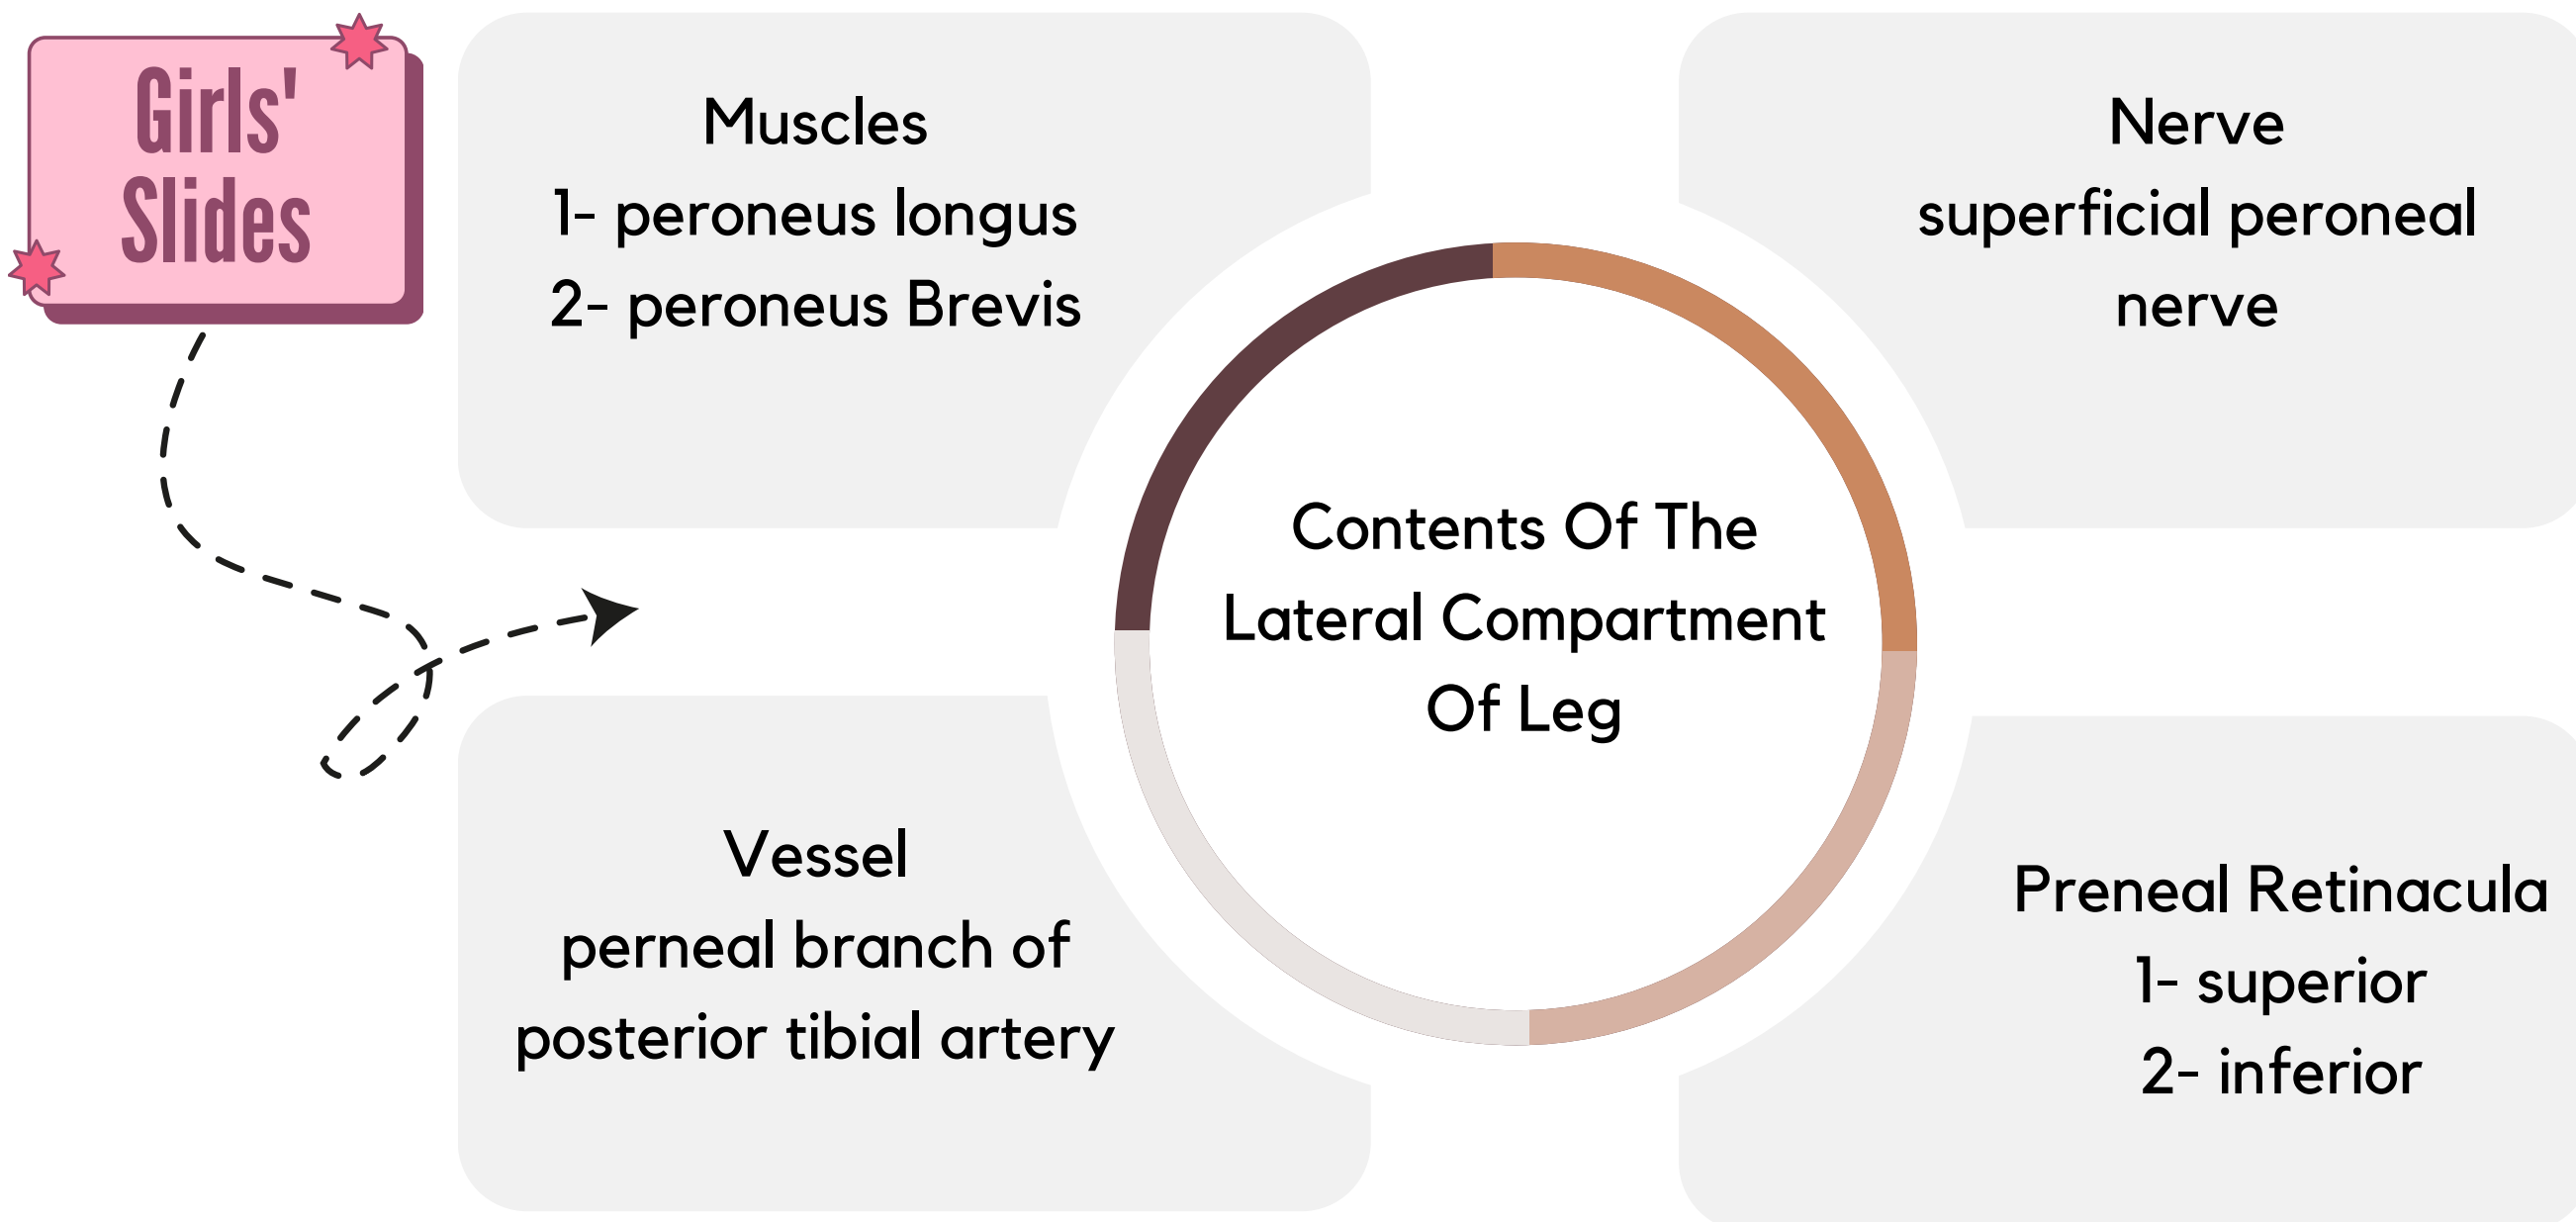 Girls'
Slides
Muscles
1- peroneus longus
2- peroneus Brevis
Nerve
superficial peroneal
nerve
Contents Of The
Lateral Compartment
Of Leg
Vessel
perneal branch of
posterior tibial artery
Preneal Retinacula
1- superior
2- inferior